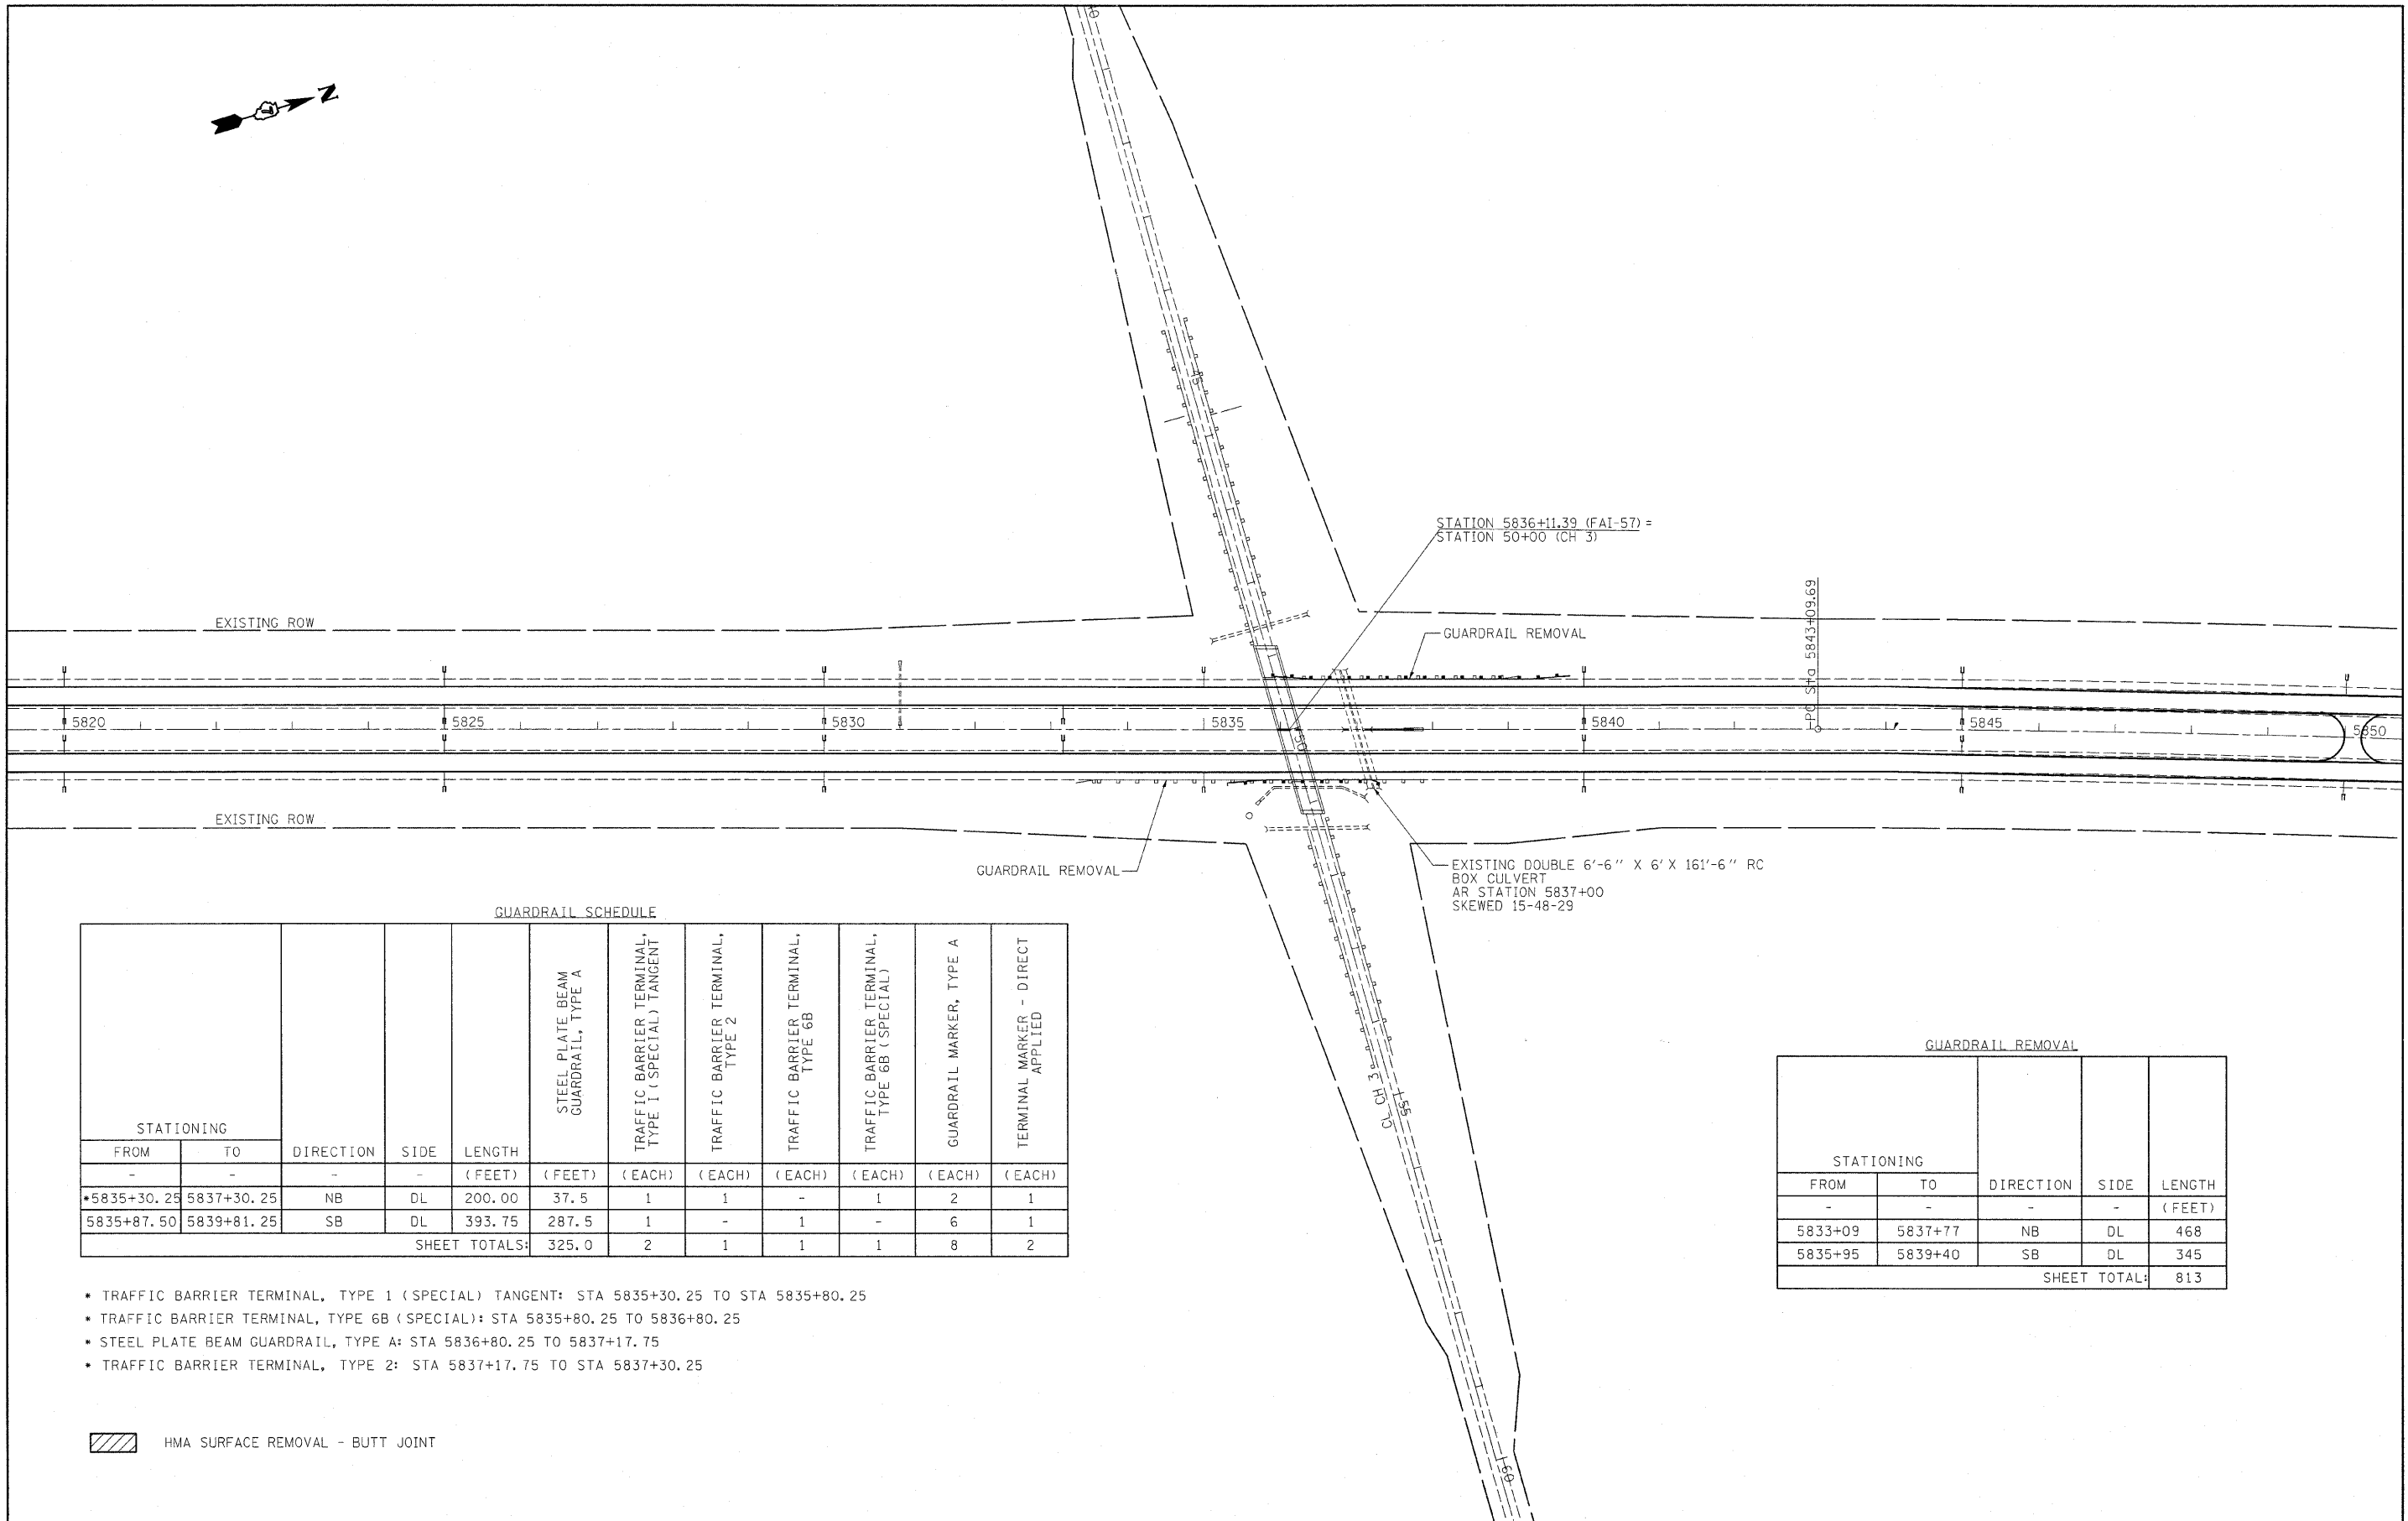 40
N
45
STATION 5836+11.39 (FAI-57) =
STATION 50+00 (CH 3)
PC Sta 5843+09.69
EXISTING ROW
GUARDRAIL REMOVAL
5820 5825 5830 5835 5840 5845 5850
50
EXISTING ROW
GUARDRAIL REMOVAL
EXISTING DOUBLE 6'-6" X 6' X 161'-6" RC
BOX CULVERT
AR STATION 5837+00
SKEWED 15-48-29
CL CH 3
55
60
GUARDRAIL SCHEDULE
STATIONING
FROM TO DIRECTION SIDE LENGTH
STEEL PLATE BEAM
GUARDRAIL, TYPE A
TRAFFIC BARRIER TERMINAL,
TYPE I (SPECIAL) TANGENT
TRAFFIC BARRIER TERMINAL,
TYPE 2
TRAFFIC BARRIER TERMINAL,
TYPE 6B
TRAFFIC BARRIER TERMINAL,
TYPE 6B (SPECIAL)
GUARDRAIL MARKER, TYPE A
TERMINAL MARKER - DIRECT
APPLIED
- - - - (FEET) (FEET) (EACH) (EACH) (EACH) (EACH) (EACH) (EACH)
*5835+30.25 5837+30.25 NB DL 200.00 37.5 1 1 - 1 2 1
5835+87.50 5839+81.25 SB DL 393.75 287.5 1 - 1 - 6 1
SHEET TOTALS: 325.0 2 1 1 1 8 2
* TRAFFIC BARRIER TERMINAL, TYPE 1 (SPECIAL) TANGENT: STA 5835+30.25 TO STA 5835+80.25
* TRAFFIC BARRIER TERMINAL, TYPE 6B (SPECIAL): STA 5835+80.25 TO 5836+80.25
* STEEL PLATE BEAM GUARDRAIL, TYPE A: STA 5836+80.25 TO 5837+17.75
* TRAFFIC BARRIER TERMINAL, TYPE 2: STA 5837+17.75 TO STA 5837+30.25
HMA SURFACE REMOVAL - BUTT JOINT
GUARDRAIL REMOVAL
STATIONING
FROM TO DIRECTION SIDE LENGTH
- - - - (FEET)
5833+09 5837+77 NB DL 468
5835+95 5839+40 SB DL 345
SHEET TOTAL: 813